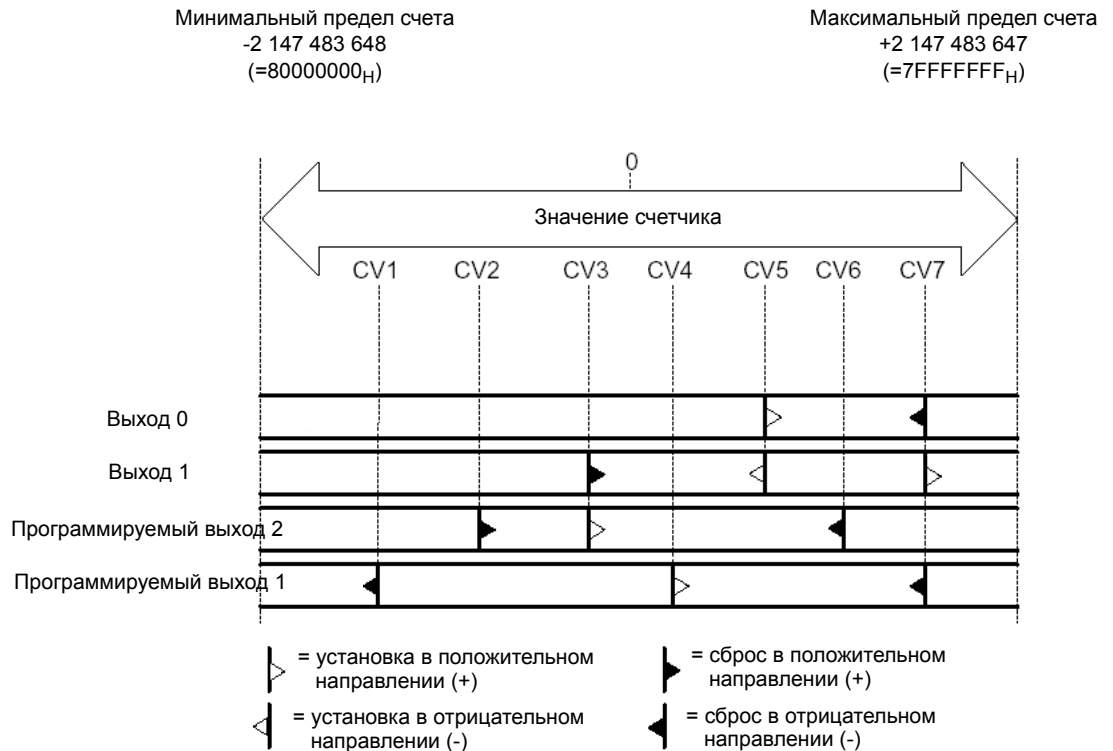 Минимальный предел счета
-2 147 483 648
(=80000000H)
Максимальный предел счета
+2 147 483 647
(=7FFFFFFFH)
0
Значение счетчика
CV1 CV2 CV3 CV4 CV5 CV6 CV7
Выход 0
Выход 1
Программируемый выход 2
Программируемый выход 1
= установка в положительном
направлении (+)
= сброс в положительном
направлении (+)
= установка в отрицательном
направлении (-)
= сброс в отрицательном
направлении (-)